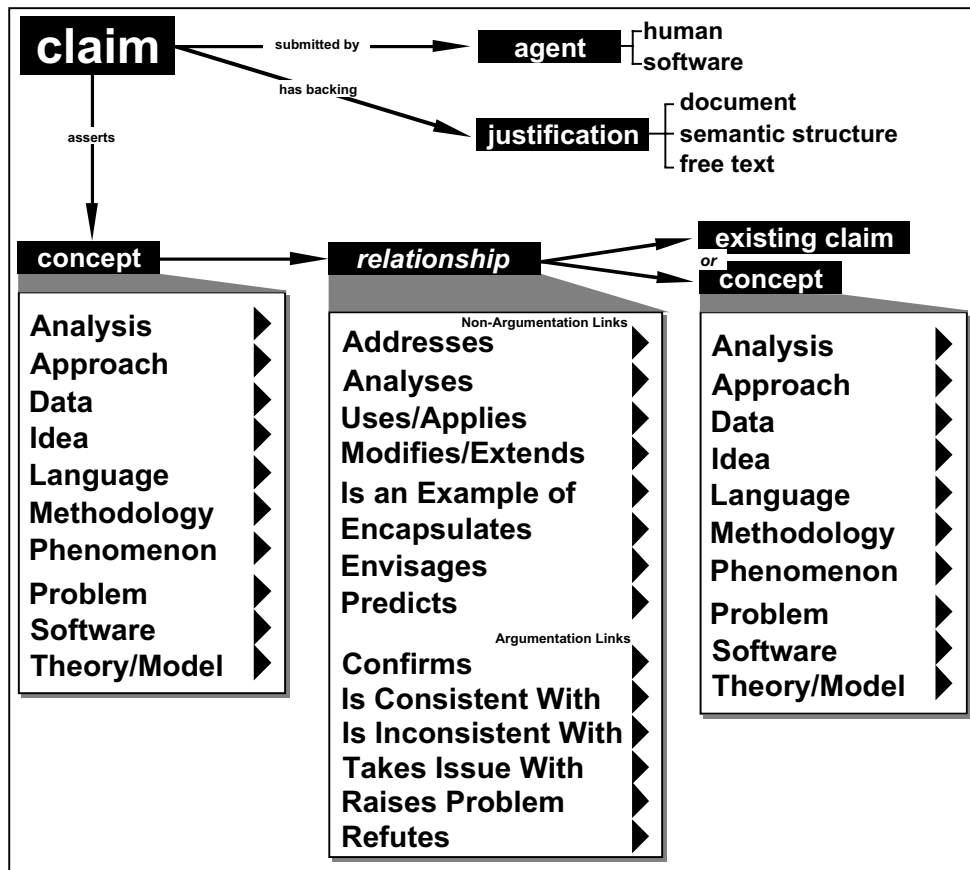 claim
submitted by
agent
human
software
has backing
justification
document
semantic structure
free text
asserts
concept
relationship
existing claim
or
concept
Analysis
Approach
Data
Idea
Language
Methodology
Phenomenon
Problem
Software
Theory/Model
Non-Argumentation Links
Addresses
Analyses
Uses/Applies
Modifies/Extends
Is an Example of
Encapsulates
Envisages
Predicts
Argumentation Links
Confirms
Is Consistent With
Is Inconsistent With
Takes Issue With
Raises Problem
Refutes
Analysis
Approach
Data
Idea
Language
Methodology
Phenomenon
Problem
Software
Theory/Model